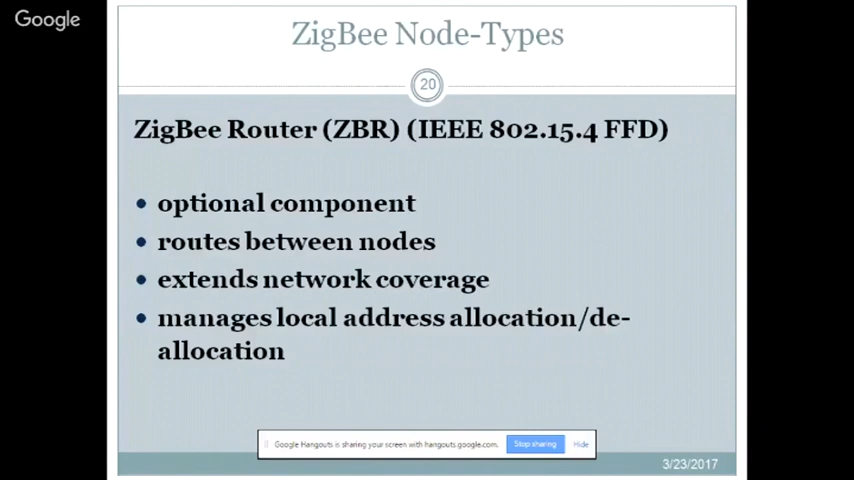 Google
ZigBee Node-Types
20
ZigBee Router (ZBR) (IEEE 802.15.4 FFD)
• optional component
• routes between nodes
• extends network coverage
• manages local address allocation/de-
allocation
Google Hangouts is sharing your screen with hangouts.google.com. Stop sharing Hide
3/23/2017